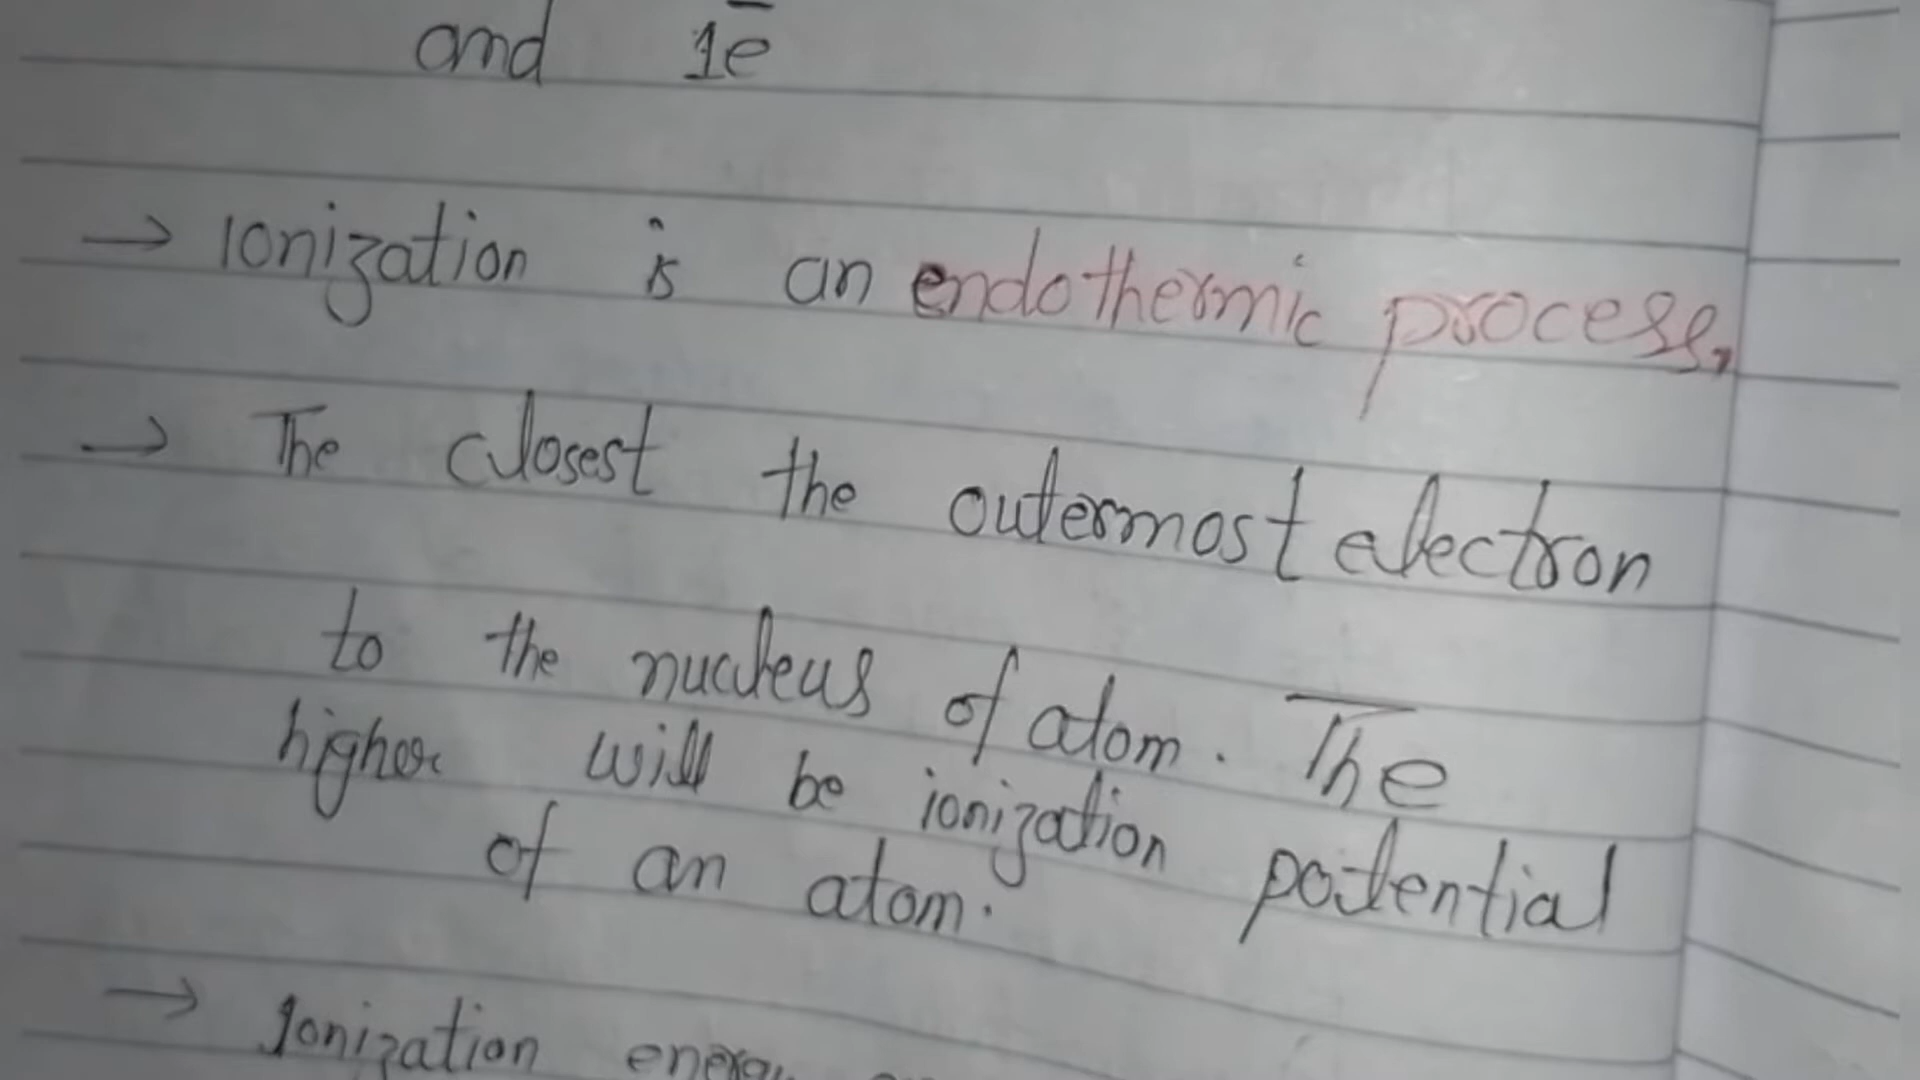 and 1e̅
→ Ionization is an endothermic process.
→ The closest the outermost electron
to the nucleus of atom. The
higher will be ionization potential
of an atom.
→ Ionization energy